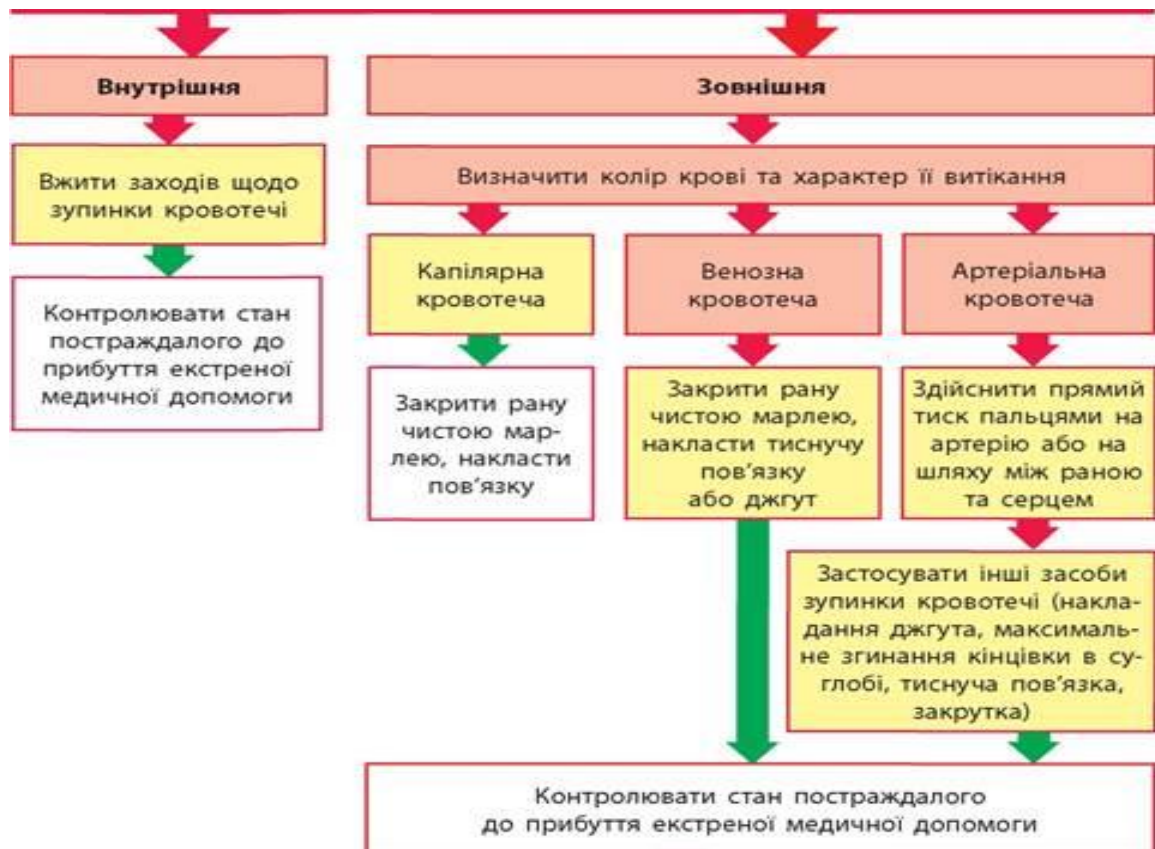 Внутрішня
Зовнішня
Вжити заходів щодо
зупинки кровотечі
Визначити колір крові та характер її витікання
Контролювати стан
постраждалого до
прибуття екстреної
медичної допомоги
Капілярна
кровотеча
Венозна
кровотеча
Артеріальна
кровотеча
Закрити рану
чистою мар-
лею, накласти
пов’язку
Закрити рану
чистою марлею,
накласти тиснучу
пов’язку
або джгут
Здійснити прямий
тиск пальцями на
артерію або на
шляху між раною
та серцем
Застосувати інші засоби
зупинки кровотечі (накла-
дання джгута, максималь-
не згинання кінцівки в су-
глобі, тиснуча пов’язка,
закрутка)
Контролювати стан постраждалого
до прибуття екстреної медичної допомоги